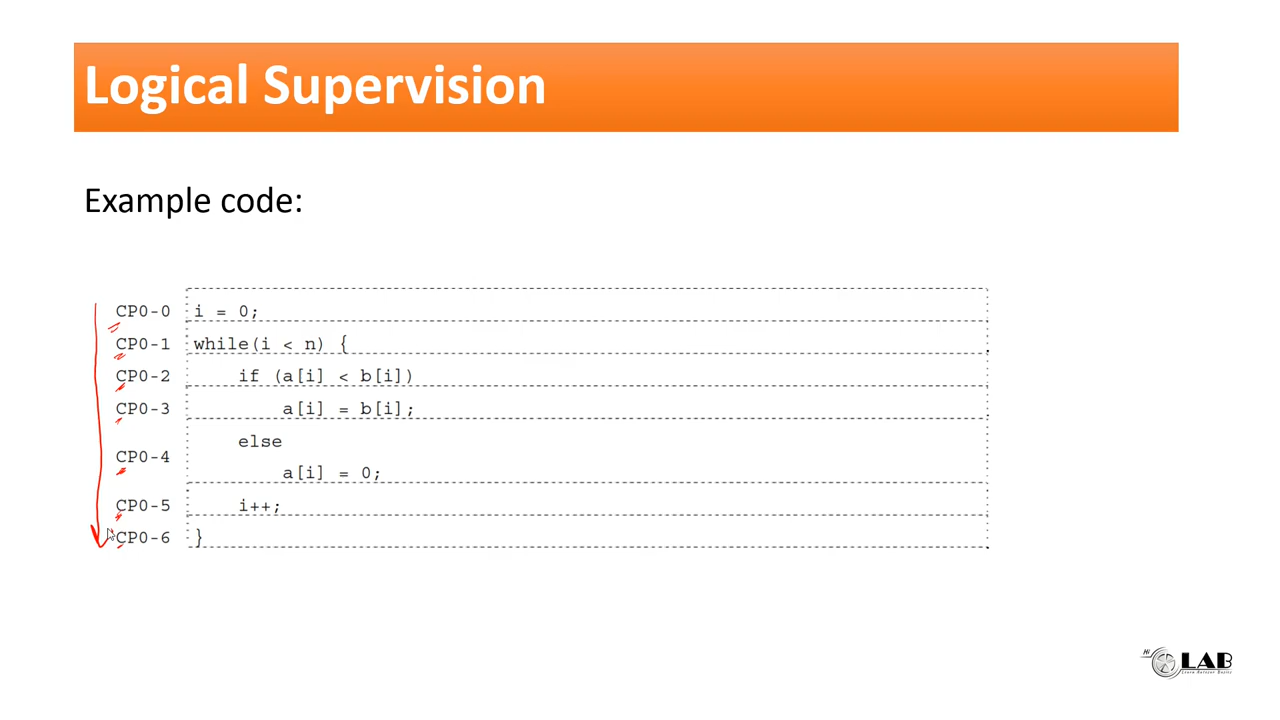 Logical Supervision
Example code:
CP0-0 i = 0;
CP0-1 while(i < n) {
CP0-2 if (a[i] < b[i])
CP0-3 a[i] = b[i];
else
CP0-4
a[i] = 0;
CP0-5 i++;
CP0-6 }
Hi
LAB